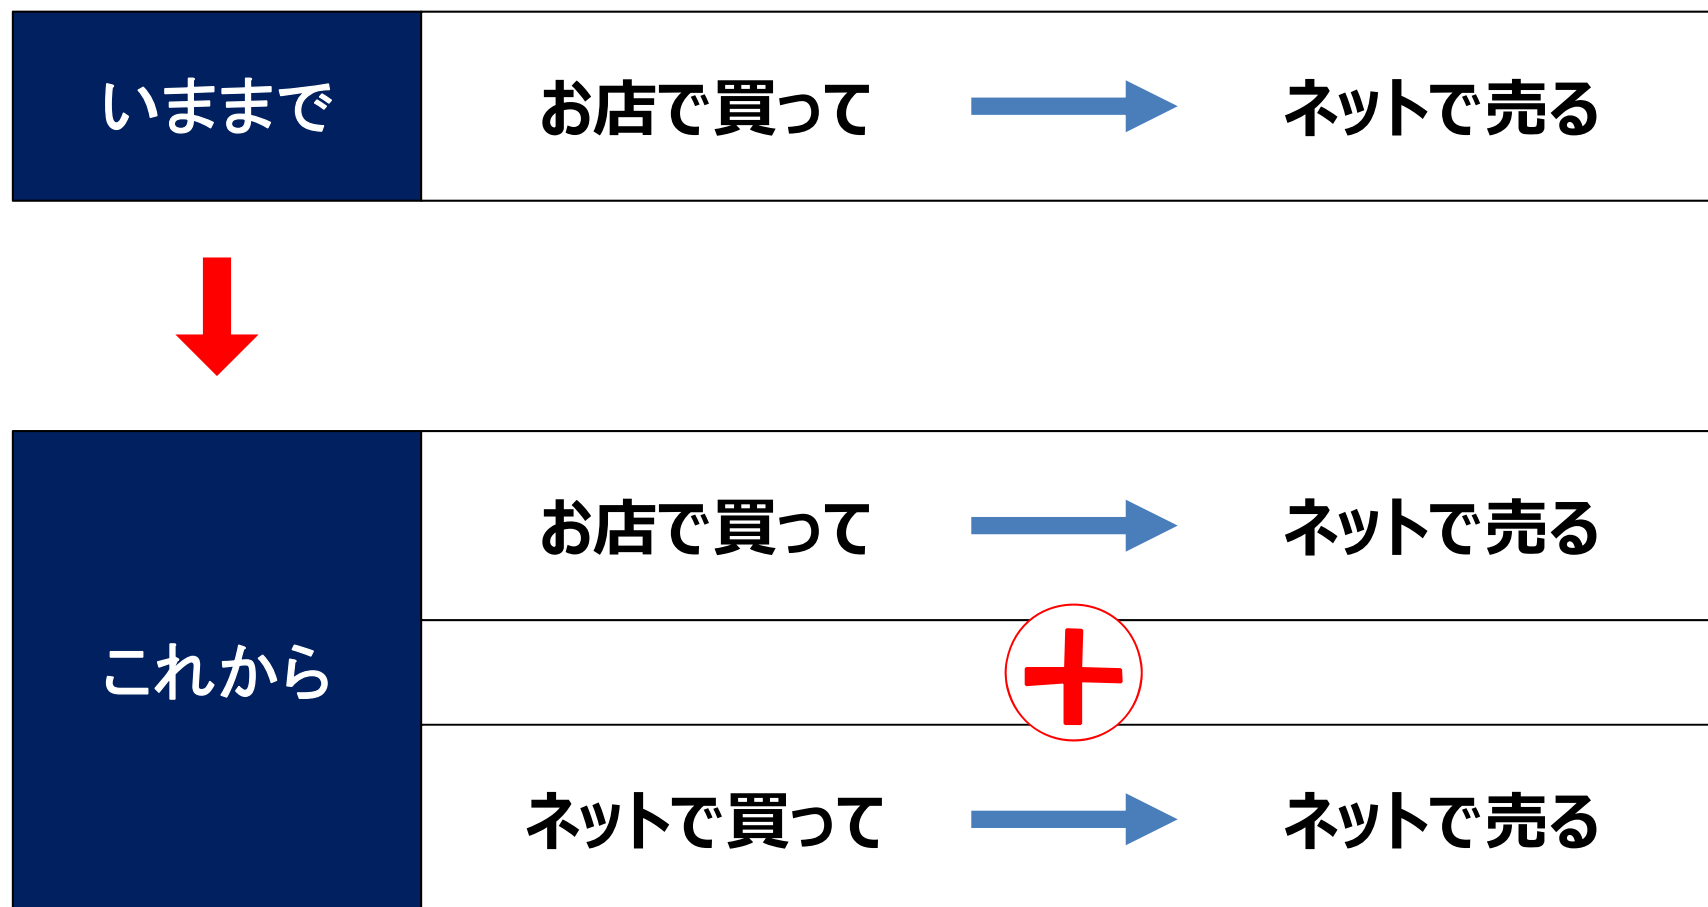 いままで
お店で買って
ネットで売る
これから
お店で買って
ネットで売る
ネットで買って
ネットで売る